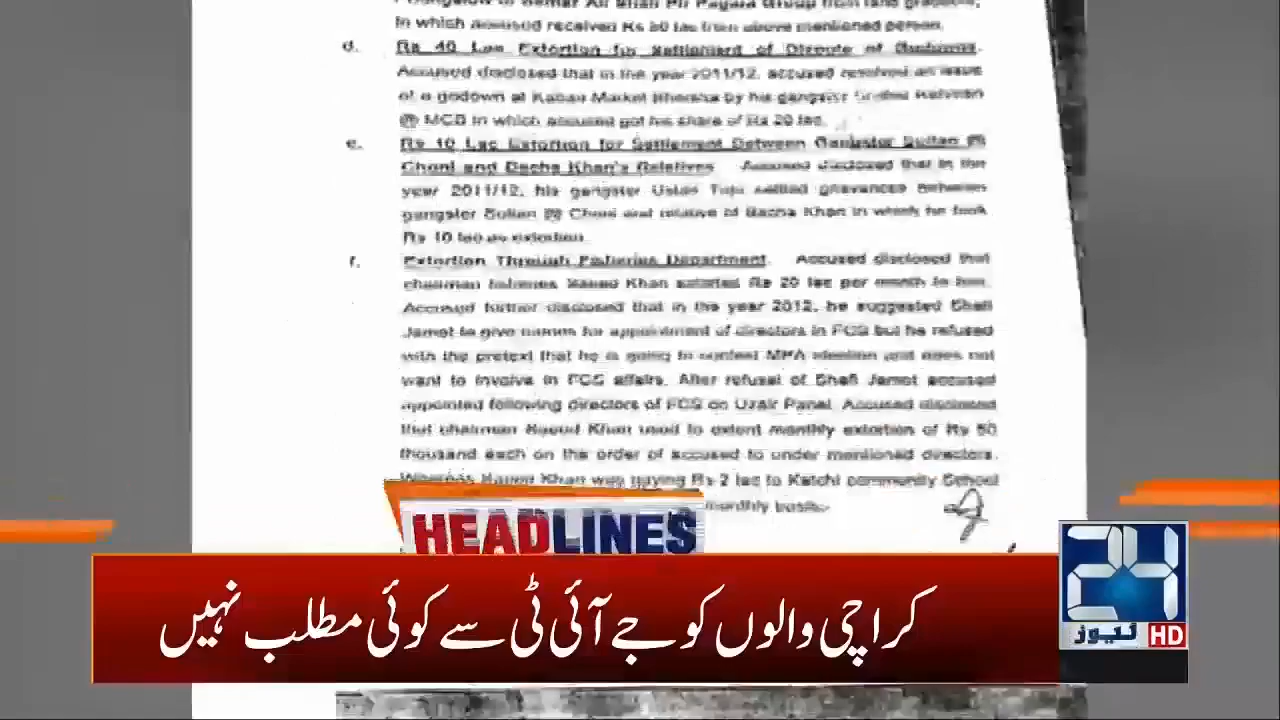 in which accused received Rs 50 lac from above mentioned person.
d. Rs 40 Lac Extortion for Settlement of Dispute of
Accused disclosed that in the year 2011/12, accused resolved an issue
of a godown at Kabari Market Shersha by his gangster
@ MCB in which accused got his share of Rs 20 lac.
e. Rs 10 Lac Extortion for Settlement Between Gangster Sultan @
Choni and Bacha Khan's Relatives. Accused disclosed that in the
year 2011/12, his gangster Ustad Taju settled grievances between
gangster Sultan @ Choni and relative of Bacha Khan in which he took
Rs 10 lac as extortion.
f. Extortion Through Fisheries Department. Accused disclosed that
chairman fisheries Saeed Khan Rs 20 lac per month to him.
Accused further disclosed that in the year 2012, he suggested Shafi
Jamot to give names for appointment of directors in FCS but he refused
with the pretext that he is going to contest MPA election and does not
want to involve in FCS affairs. After refusal of Shafi Jamot accused
appointed following directors of FCS on Uzair Panel. Accused disclosed
that chairman Saeed Khan used to extent monthly extortion of Rs 50
thousand each on the order of accused to under mentioned directors.
Whereas Saeed Khan was paying Rs 2 lac to Katchi community School
monthly basis:-
HEADLINES
کراچی والوں کو جے آئی ٹی سے کوئی مطلب نہیں
24
نیوز HD